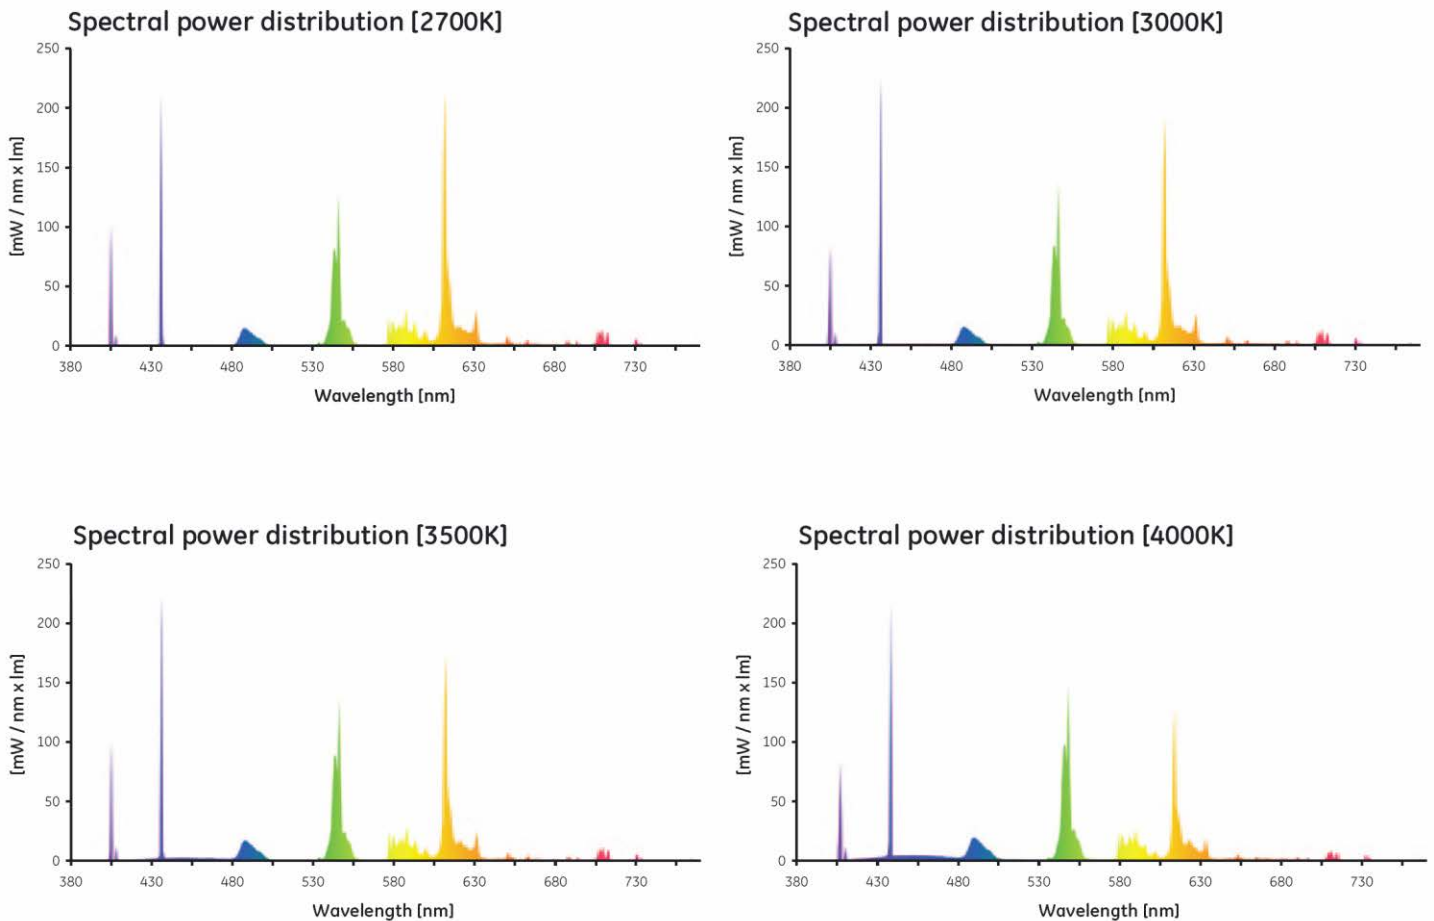 Spectral power distribution [2700K]
250
200
150
100
50
0
[mW / nm x lm]
380 430 480 530 580 630 680 730
Wavelength [nm]
Spectral power distribution [3000K]
250
200
150
100
50
0
[mW / nm x lm]
380 430 480 530 580 630 680 730
Wavelength [nm]
Spectral power distribution [3500K]
250
200
150
100
50
0
[mW / nm x lm]
380 430 480 530 580 630 680 730
Wavelength [nm]
Spectral power distribution [4000K]
250
200
150
100
50
0
[mW / nm x lm]
380 430 480 530 580 630 680 730
Wavelength [nm]